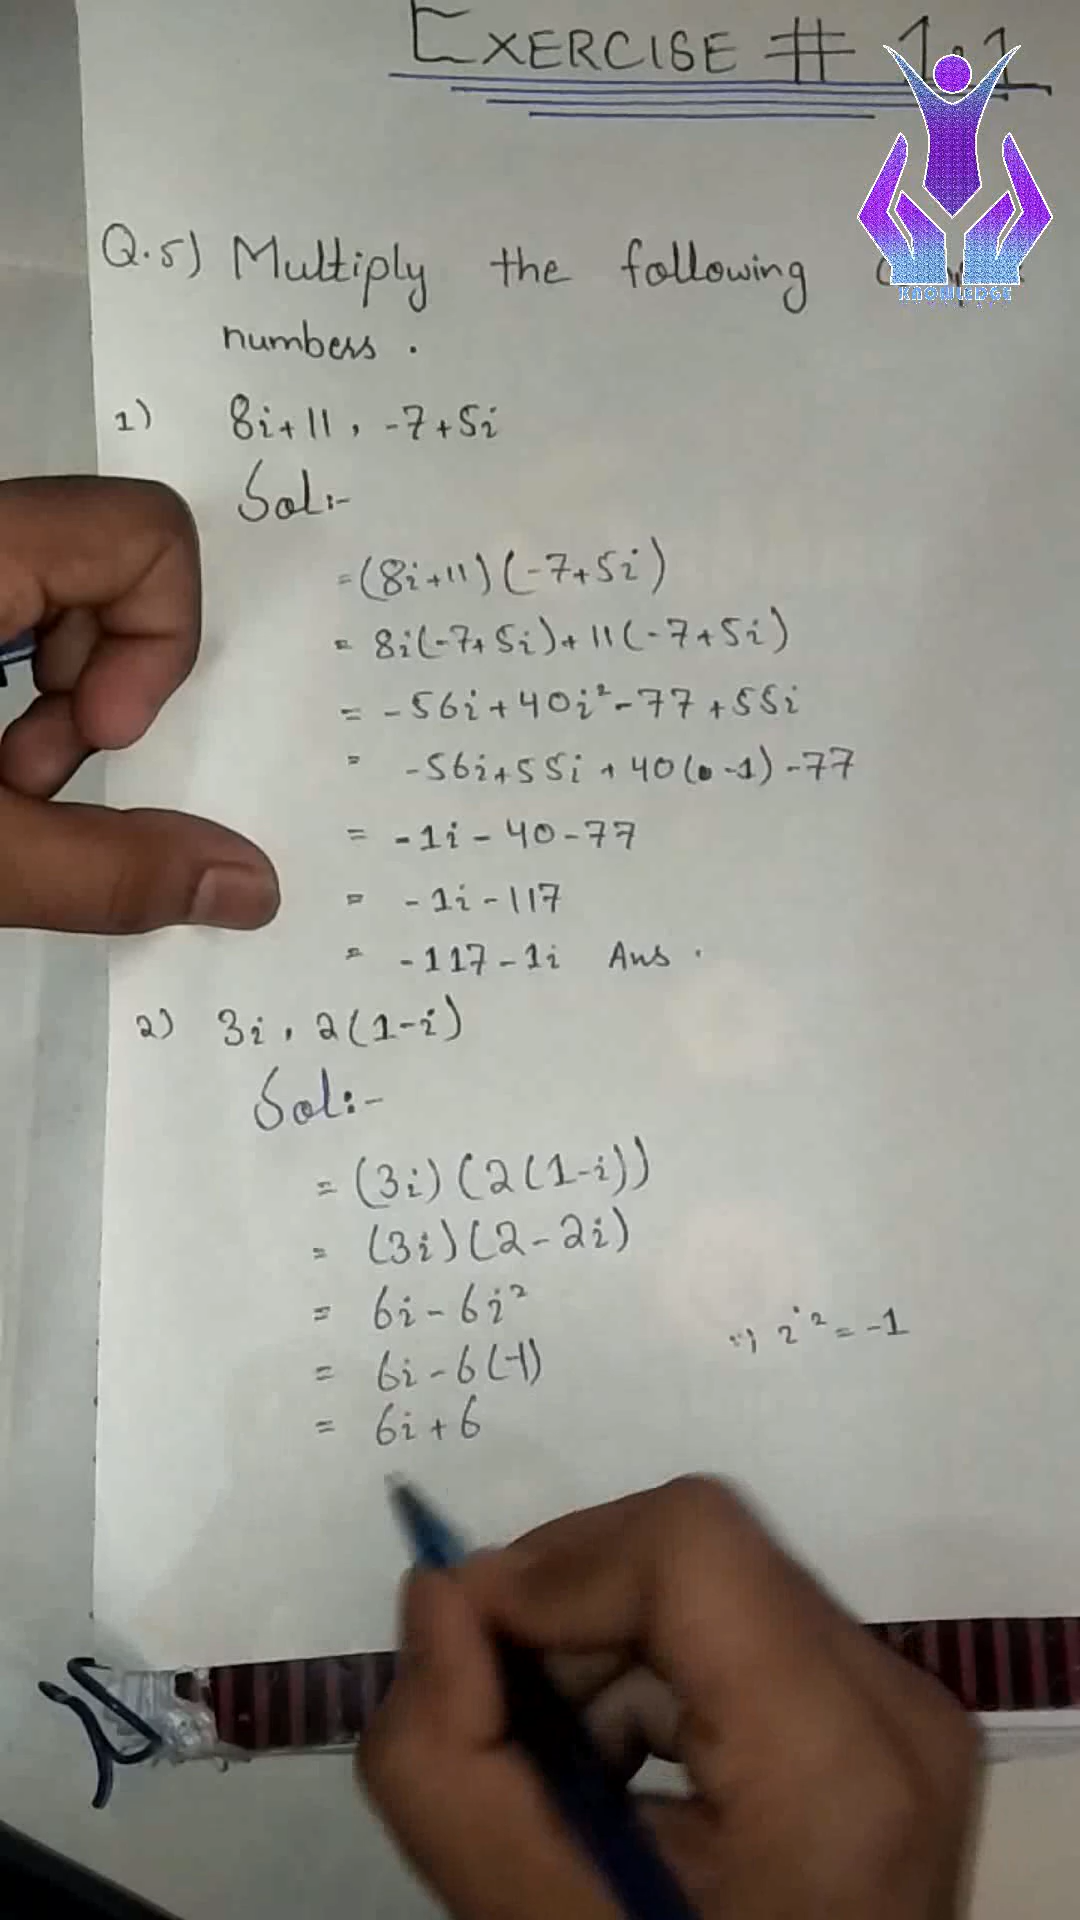 EXERCISE # 1.1
Q.5) Multiply the following
numbers .
1) 8i+11 , -7+5i
Sol:-
=(8i+11)(-7+5i)
= 8i(-7+5i)+11(-7+5i)
= -56i+40i²-77+55i
= -56i+55i+40(-1)-77
= -1i-40-77
= -1i-117
= -117-1i Ans .
2) 3i , 2(1-i)
Sol:-
= (3i)(2(1-i))
= (3i)(2-2i)
= 6i-6i²
= 6i-6(-1) ∵ i²=-1
= 6i+6
KNOWLEDGE